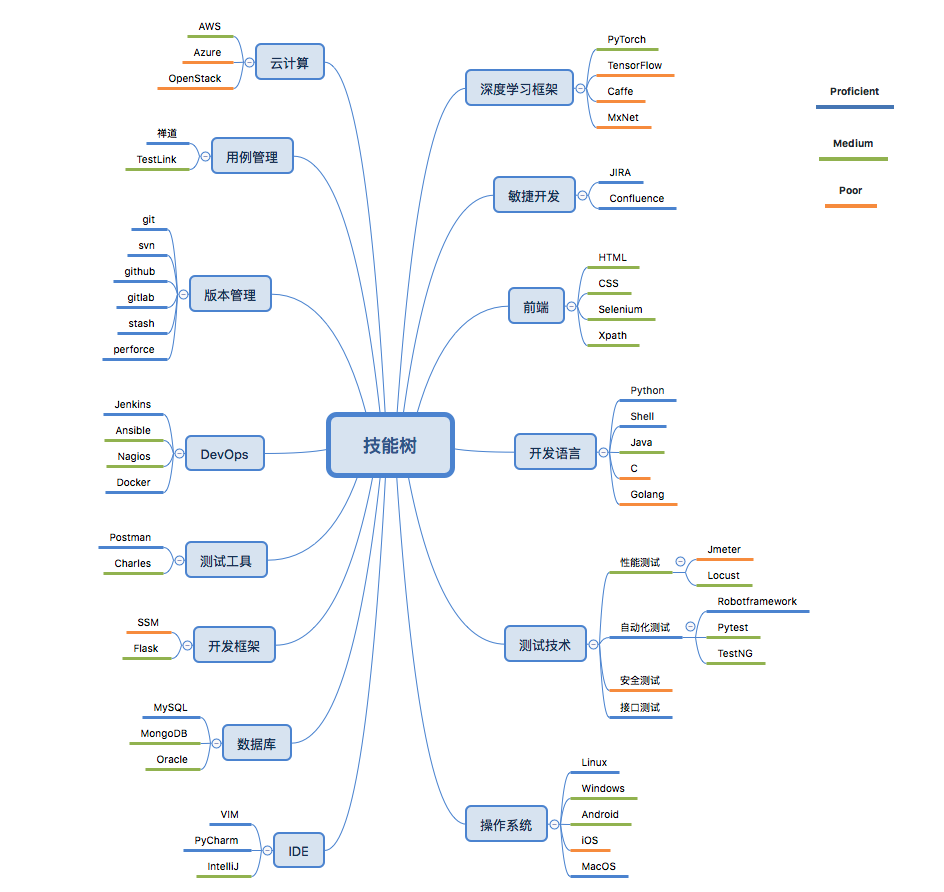 技能树
云计算
AWS
Azure
OpenStack
用例管理
禅道
TestLink
版本管理
git
svn
github
gitlab
stash
perforce
DevOps
Jenkins
Ansible
Nagios
Docker
测试工具
Postman
Charles
开发框架
SSM
Flask
数据库
MySQL
MongoDB
Oracle
IDE
VIM
PyCharm
IntelliJ
深度学习框架
PyTorch
TensorFlow
Caffe
MxNet
敏捷开发
JIRA
Confluence
前端
HTML
CSS
Selenium
Xpath
开发语言
Python
Shell
Java
C
Golang
测试技术
性能测试
Jmeter
Locust
自动化测试
Robotframework
Pytest
TestNG
安全测试
接口测试
操作系统
Linux
Windows
Android
iOS
MacOS
Proficient
Medium
Poor